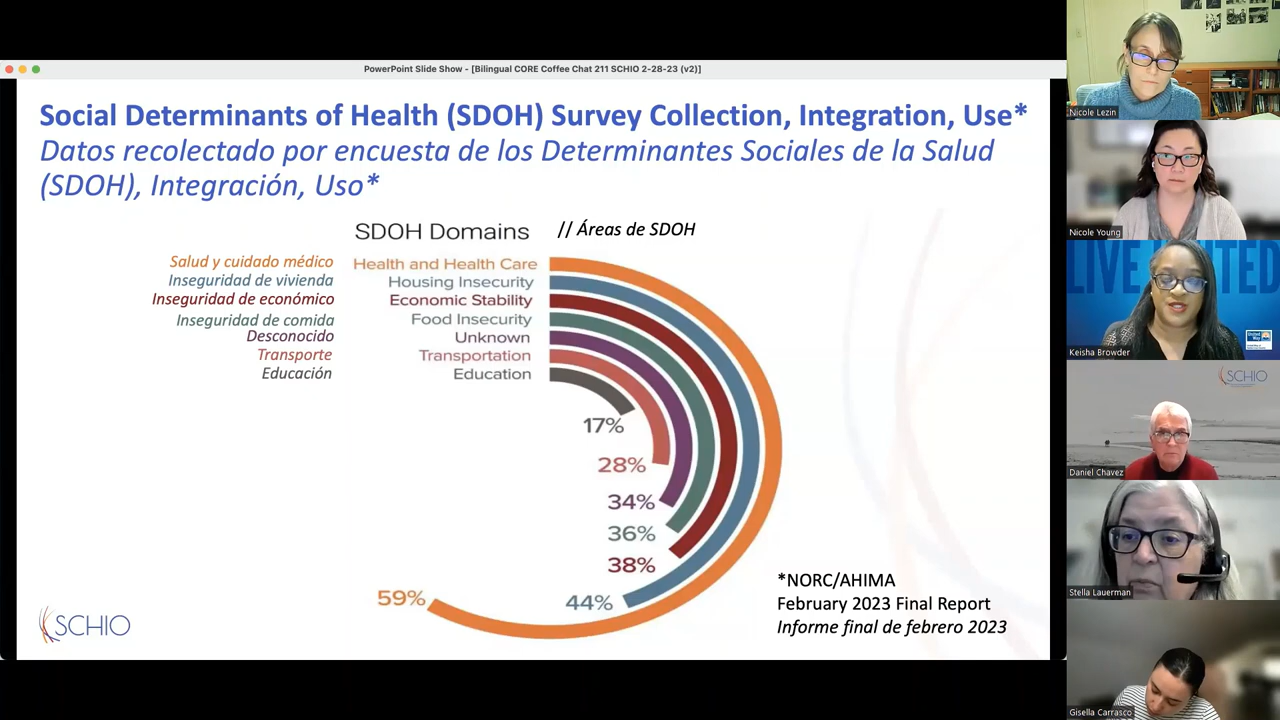 PowerPoint Slide Show - [Bilingual CORE Coffee Chat 211 SCHIO 2-28-23 (v2)]
Social Determinants of Health (SDOH) Survey Collection, Integration, Use*
Datos recolectado por encuesta de los Determinantes Sociales de la Salud
(SDOH), Integración, Uso*
SDOH Domains // Áreas de SDOH
Salud y cuidado médico Health and Health Care
Inseguridad de vivienda Housing Insecurity
Inseguridad de económico Economic Stability
Inseguridad de comida Food Insecurity
Desconocido Unknown
Transporte Transportation
Educación Education
17%
28%
34%
36%
38%
44%
59%
*NORC/AHIMA
February 2023 Final Report
Informe final de febrero 2023
SCHIO
Nicole Lezin
Nicole Young
LIVE UNITED
United Way
Keisha Browder
SCHIO
Daniel Chavez
Stella Lauerman
Gisella Carrasco